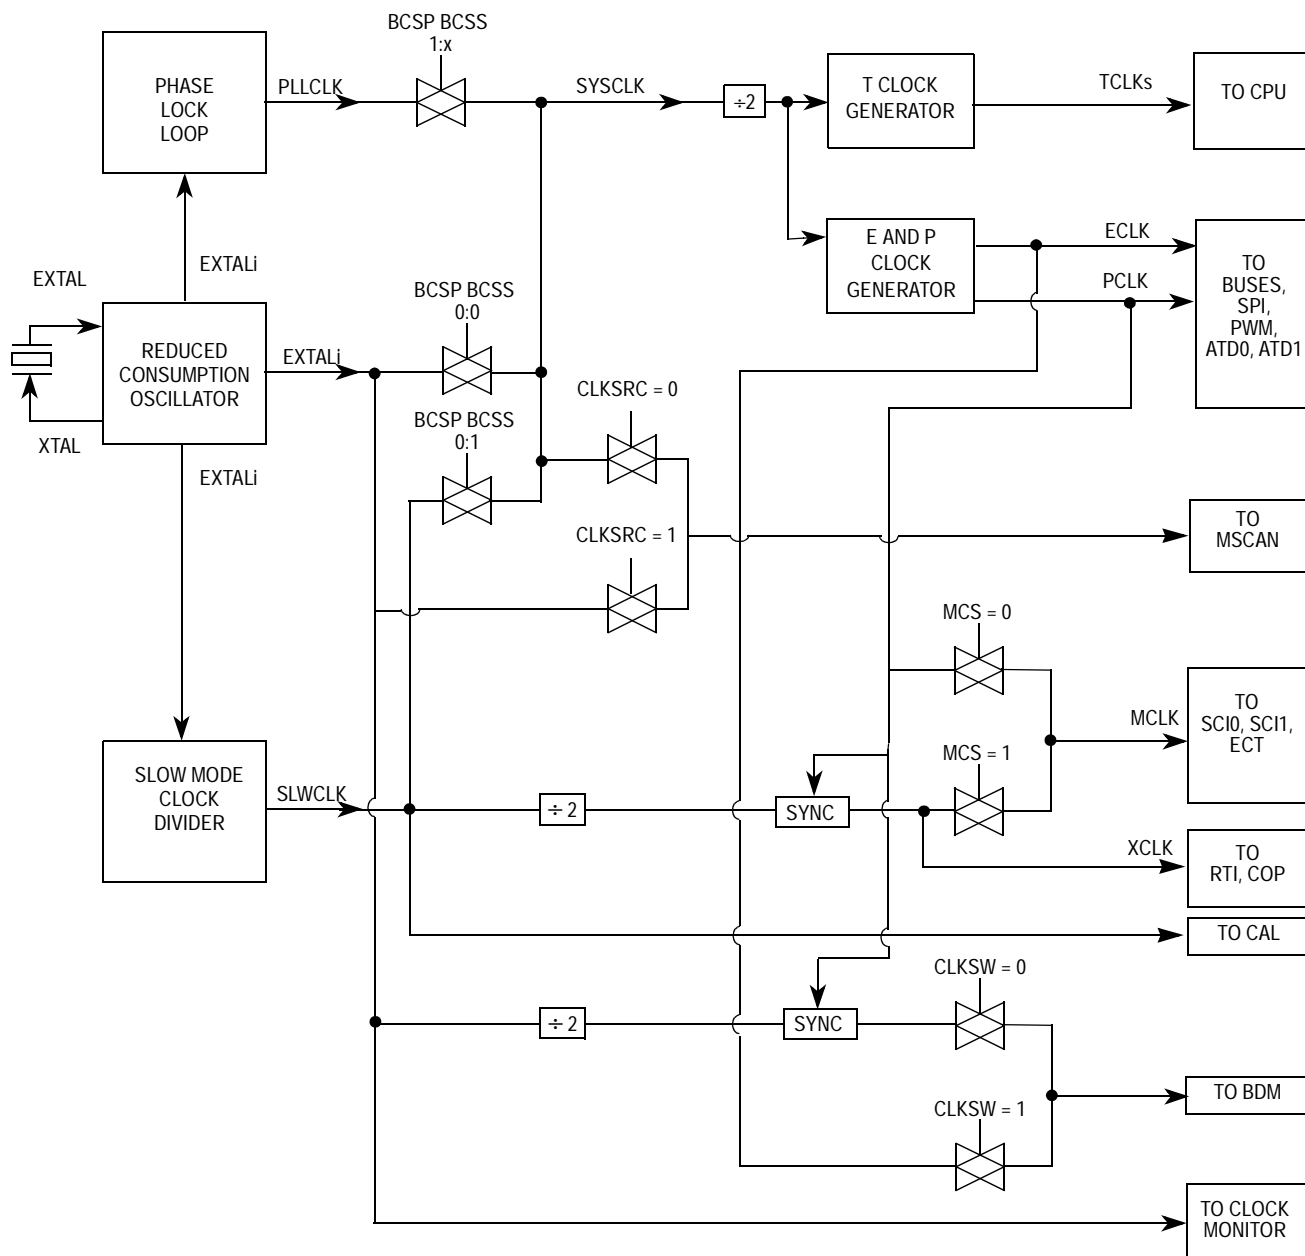 BCSP BCSS
1:x
PHASE
LOCK
LOOP
PLLCLK
SYSCLK
÷2
T CLOCK
GENERATOR
TCLKs
TO CPU
EXTALi
EXTAL
XTAL
REDUCED
CONSUMPTION
OSCILLATOR
EXTALi
BCSP BCSS
0:0
E AND P
CLOCK
GENERATOR
ECLK
PCLK
TO
BUSES,
SPI,
PWM,
ATD0, ATD1
BCSP BCSS
0:1
CLKSRC = 0
EXTALi
CLKSRC = 1
TO
MSCAN
MCS = 0
MCS = 1
MCLK
TO
SCI0, SCI1,
ECT
SLOW MODE
CLOCK
DIVIDER
SLWCLK
÷ 2
SYNC
XCLK
TO
RTI, COP
TO CAL
CLKSW = 0
÷ 2
SYNC
CLKSW = 1
TO BDM
TO CLOCK
MONITOR